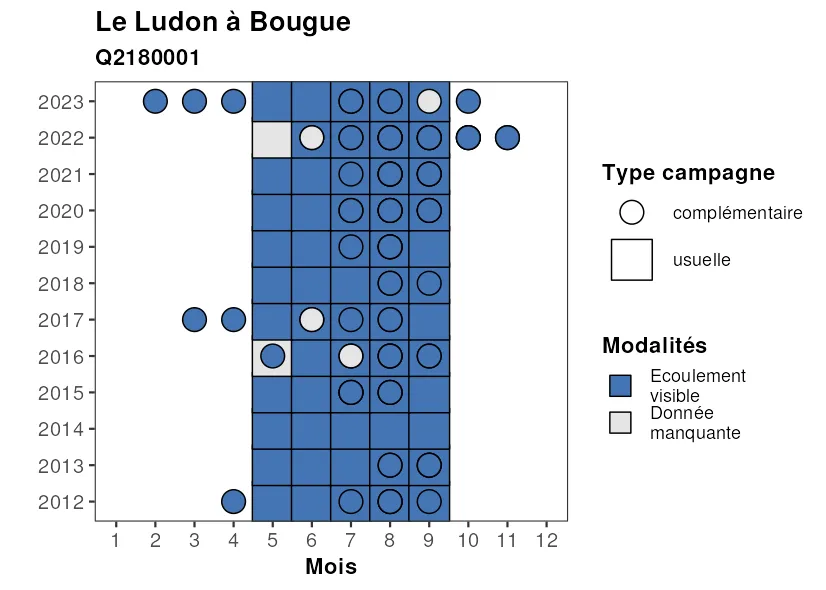 Le Ludon à Bougue
Q2180001
2023
2022
2021
2020
2019
2018
2017
2016
2015
2014
2013
2012
1 2 3 4 5 6 7 8 9 10 11 12
Mois
Type campagne
complémentaire
usuelle
Modalités
Ecoulement
visible
Donnée
manquante